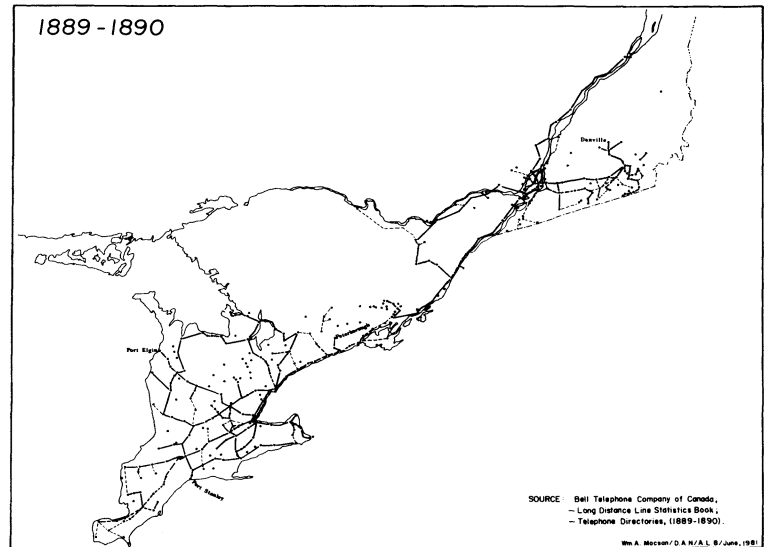 1889-1890
Danville
Peterborough
Port Elgin
Port Stanley
SOURCE: Bell Telephone Company of Canada;
– Long Distance Line Statistics Book;
– Telephone Directories, (1889-1890).
Wm A. Mocsan/D.A.N/A.L.B/June, 1981